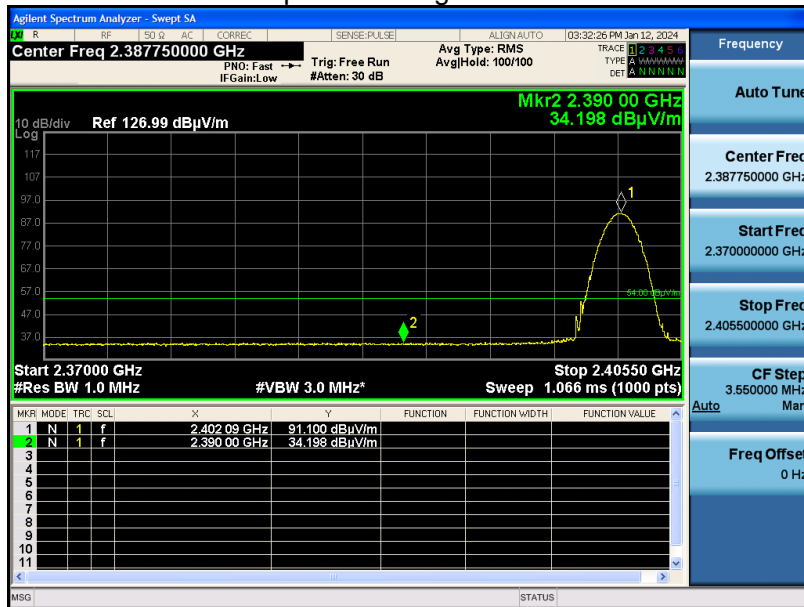 Agilent Spectrum Analyzer - Swept SA
LXI R RF 50 Ω AC CORREC SENSE:PULSE ALIGN AUTO 03:32:26 PM Jan 12, 2024
Center Freq 2.387750000 GHz
PNO: Fast
IFGain:Low
Trig: Free Run
#Atten: 30 dB
Avg Type: RMS
Avg|Hold: 100/100
TRACE 1 2 3 4 5 6
TYPE A WWWWW
DET A N N N N N
Mkr2 2.390 00 GHz
34.198 dBµV/m
10 dB/div Ref 126.99 dBµV/m
Log
117
107
97.0
87.0
77.0
67.0
57.0
47.0
37.0
1
2
54.00 dBµV/m
Start 2.37000 GHz Stop 2.40550 GHz
#Res BW 1.0 MHz #VBW 3.0 MHz* Sweep 1.066 ms (1000 pts)
MKR MODE TRC SCL X Y FUNCTION FUNCTION WIDTH FUNCTION VALUE
1 N 1 f 2.402 09 GHz 91.100 dBµV/m
2 N 1 f 2.390 00 GHz 34.198 dBµV/m
3
4
5
6
7
8
9
10
11
MSG STATUS
Frequency
Auto Tune
Center Freq
2.387750000 GHz
Start Freq
2.370000000 GHz
Stop Freq
2.405500000 GHz
CF Step
3.550000 MHz
Auto Man
Freq Offset
0 Hz